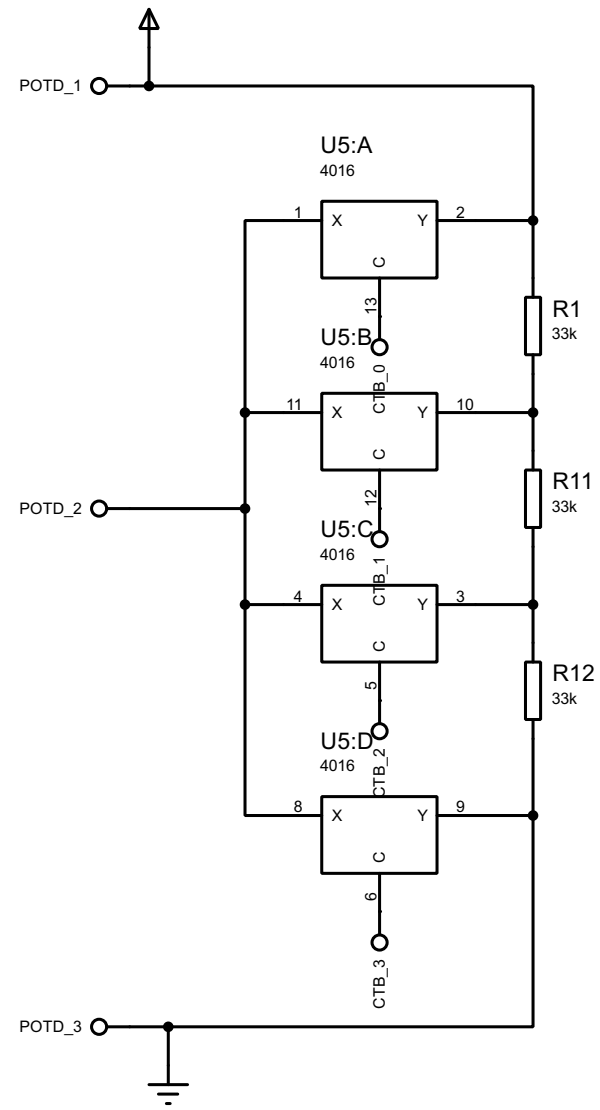 POTD_1
U5:A
4016
1
X
Y
2
C
13
CTB_0
R1
33k
U5:B
4016
11
X
Y
10
C
12
CTB_1
R11
33k
POTD_2
U5:C
4016
4
X
Y
3
C
5
CTB_2
R12
33k
U5:D
4016
8
X
Y
9
C
6
CTB_3
POTD_3